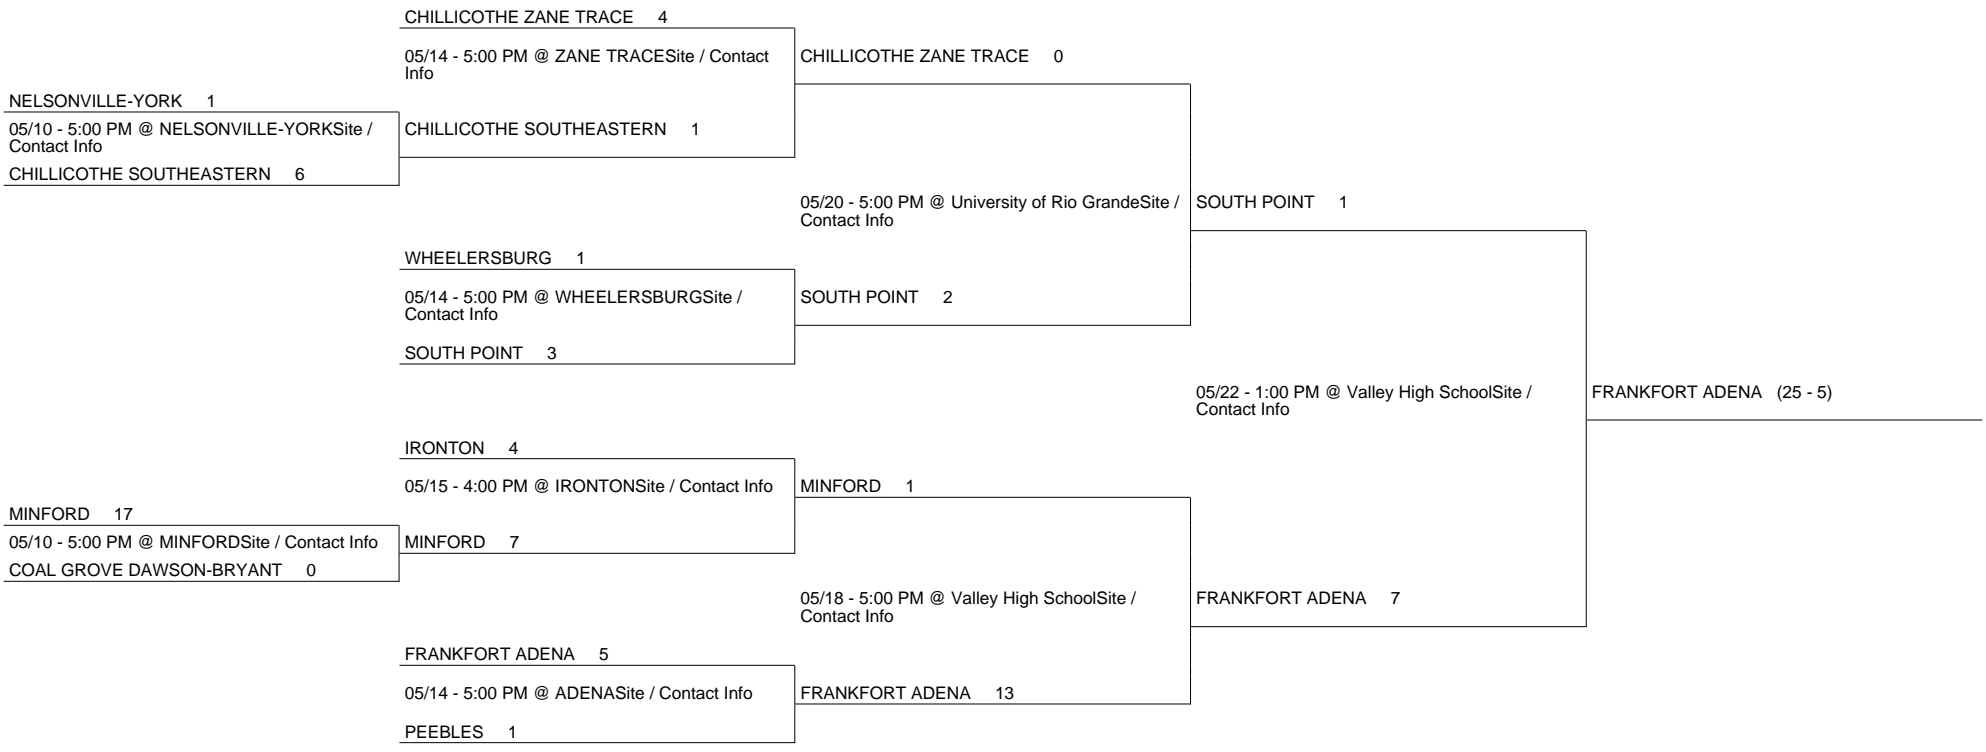 CHILLICOTHE ZANE TRACE 4
05/14 - 5:00 PM @ ZANE TRACESite / Contact
Info
CHILLICOTHE ZANE TRACE 0
NELSONVILLE-YORK 1
05/10 - 5:00 PM @ NELSONVILLE-YORKSite /
Contact Info
CHILLICOTHE SOUTHEASTERN 1
CHILLICOTHE SOUTHEASTERN 6
05/20 - 5:00 PM @ University of Rio GrandeSite /
Contact Info
SOUTH POINT 1
WHEELERSBURG 1
05/14 - 5:00 PM @ WHEELERSBURGSite /
Contact Info
SOUTH POINT 2
SOUTH POINT 3
05/22 - 1:00 PM @ Valley High SchoolSite /
Contact Info
FRANKFORT ADENA (25 - 5)
IRONTON 4
05/15 - 4:00 PM @ IRONTONSite / Contact Info
MINFORD 1
MINFORD 17
05/10 - 5:00 PM @ MINFORDSite / Contact Info
MINFORD 7
COAL GROVE DAWSON-BRYANT 0
05/18 - 5:00 PM @ Valley High SchoolSite /
Contact Info
FRANKFORT ADENA 7
FRANKFORT ADENA 5
05/14 - 5:00 PM @ ADENASite / Contact Info
FRANKFORT ADENA 13
PEEBLES 1